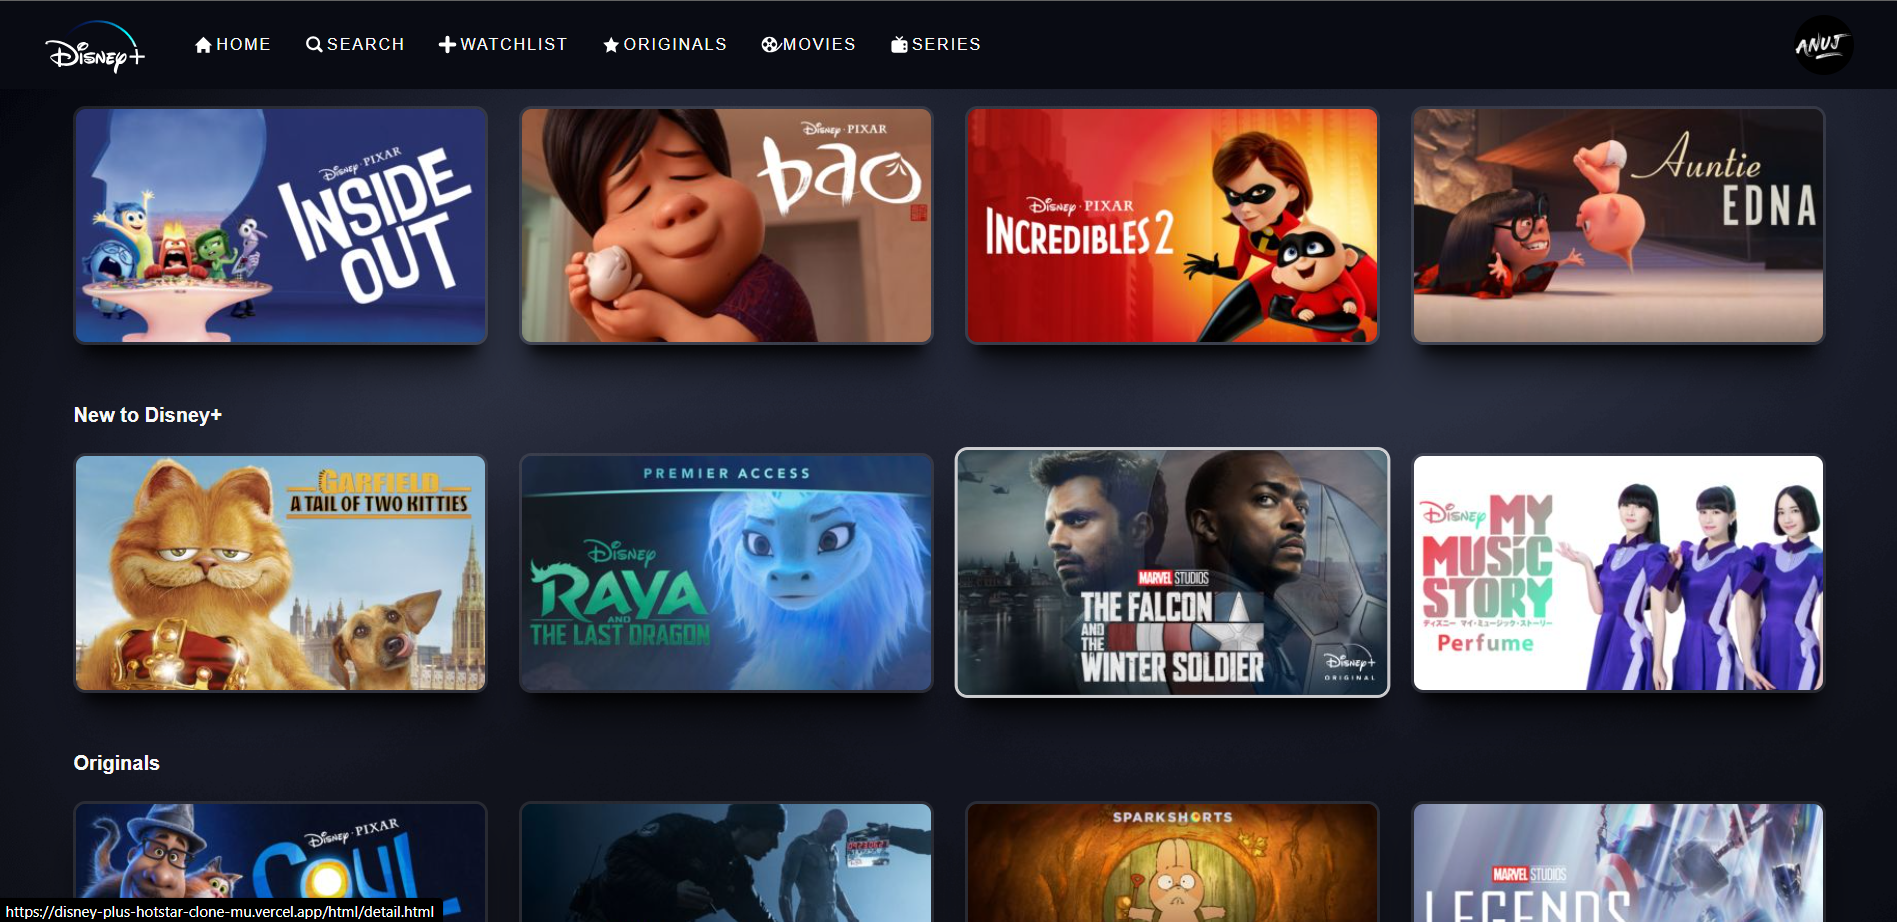 Disney+
HOME
SEARCH
WATCHLIST
ORIGINALS
MOVIES
SERIES
ANUJ
Disney·PIXAR
INSIDE
OUT
Disney·PIXAR
bao
Disney·PIXAR
INCREDIBLES 2
Auntie
EDNA
New to Disney+
GARFIELD
A TAIL OF TWO KITTIES
PREMIER ACCESS
Disney
RAYA
AND
THE LAST DRAGON
MARVEL STUDIOS
THE FALCON
AND
THE
WINTER SOLDIER
Disney+
ORIGINAL
Disney MY
MUSIC
STORY
ディズニー マイ・ミュージック・ストーリー
Perfume
Originals
Disney·PIXAR
SOUL
SPARKSHORTS
MARVEL STUDIOS
LEGENDS
https://disney-plus-hotstar-clone-mu.vercel.app/html/detail.html